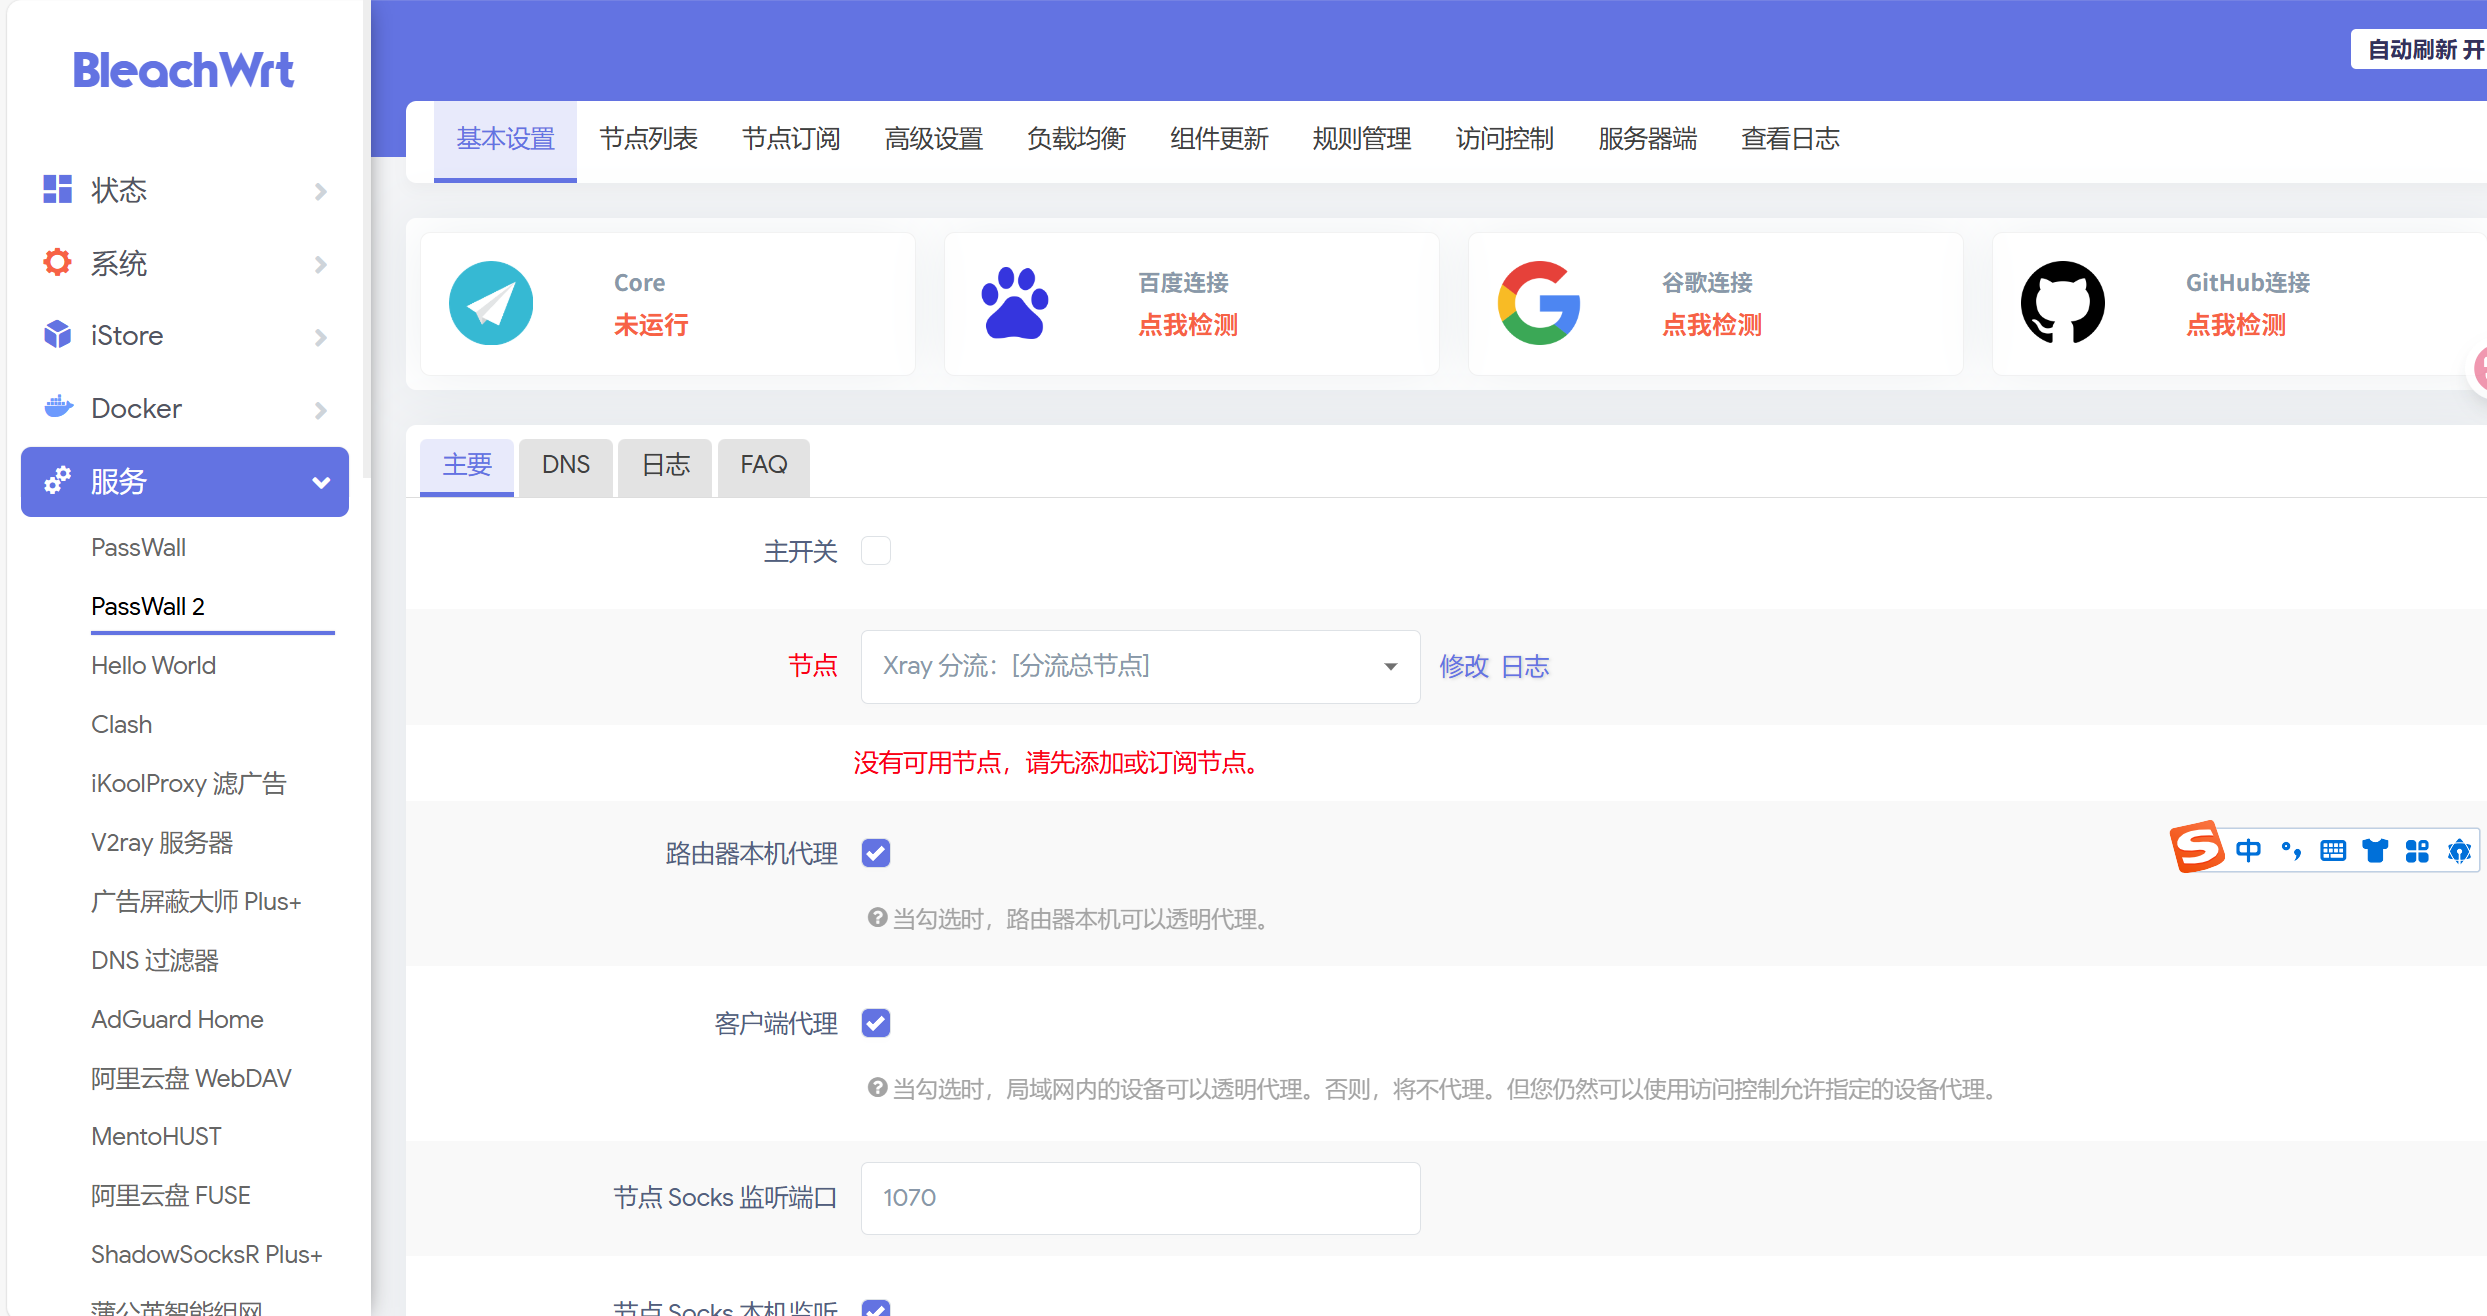 BleachWrt
状态
系统
iStore
Docker
服务
PassWall
PassWall 2
Hello World
Clash
iKoolProxy 滤广告
V2ray 服务器
广告屏蔽大师 Plus+
DNS 过滤器
AdGuard Home
阿里云盘 WebDAV
MentoHUST
阿里云盘 FUSE
ShadowSocksR Plus+
蒲公英智能组网
自动刷新 开
基本设置 节点列表 节点订阅 高级设置 负载均衡 组件更新 规则管理 访问控制 服务器端 查看日志
Core
未运行
百度连接
点我检测
谷歌连接
点我检测
GitHub连接
点我检测
主要 DNS 日志 FAQ
主开关
节点 Xray 分流：[分流总节点] 修改 日志
没有可用节点，请先添加或订阅节点。
路由器本机代理
当勾选时，路由器本机可以透明代理。
中
客户端代理
当勾选时，局域网内的设备可以透明代理。否则，将不代理。但您仍然可以使用访问控制允许指定的设备代理。
节点 Socks 监听端口 1070
节点 Socks 本机监听